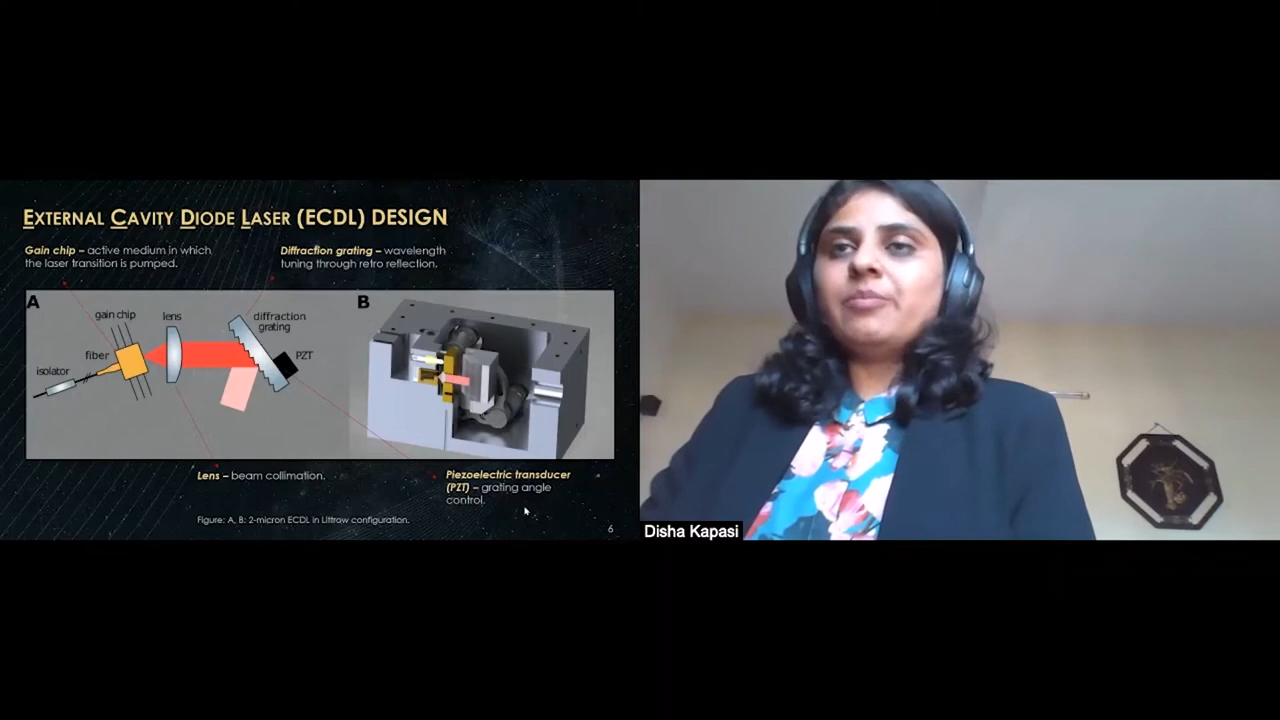 EXTERNAL CAVITY DIODE LASER (ECDL) DESIGN
Gain chip – active medium in which
the laser transition is pumped.
Diffraction grating – wavelength
tuning through retro reflection.
A
gain chip
lens
diffraction
grating
fiber
PZT
isolator
B
Lens – beam collimation.
Piezoelectric transducer
(PZT) – grating angle
control.
Figure: A, B: 2-micron ECDL in Littrow configuration.
6
Disha Kapasi